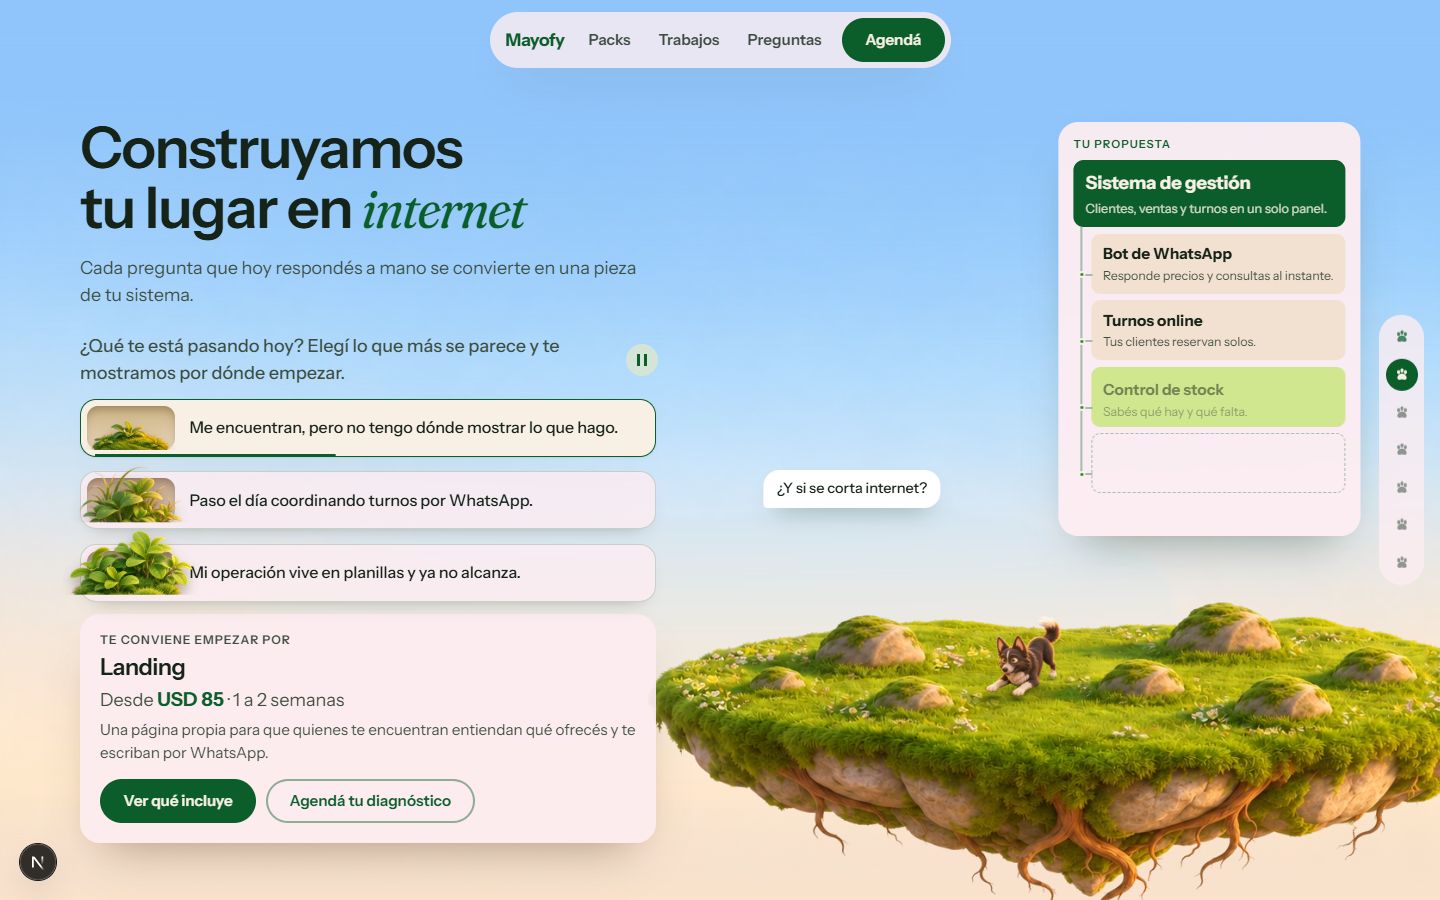 Mayofy
Packs
Trabajos
Preguntas
Agendá
Construyamos
tu lugar en internet
Cada pregunta que hoy respondés a mano se convierte en una pieza
de tu sistema.
¿Qué te está pasando hoy? Elegí lo que más se parece y te
mostramos por dónde empezar.
Me encuentran, pero no tengo dónde mostrar lo que hago.
Paso el día coordinando turnos por WhatsApp.
Mi operación vive en planillas y ya no alcanza.
TE CONVIENE EMPEZAR POR
Landing
Desde USD 85 · 1 a 2 semanas
Una página propia para que quienes te encuentran entiendan qué ofrecés y te
escriban por WhatsApp.
Ver qué incluye
Agendá tu diagnóstico
¿Y si se corta internet?
TU PROPUESTA
Sistema de gestión
Clientes, ventas y turnos en un solo panel.
Bot de WhatsApp
Responde precios y consultas al instante.
Turnos online
Tus clientes reservan solos.
Control de stock
Sabés qué hay y qué falta.
N